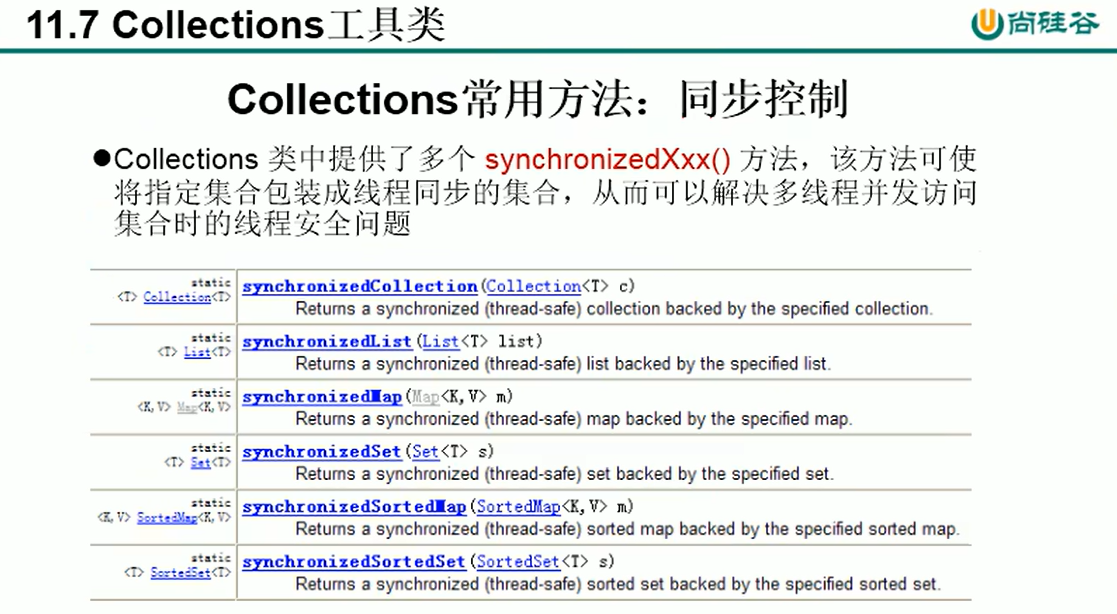 11.7 Collections工具类
尚硅谷
Collections常用方法：同步控制
●Collections 类中提供了多个 synchronizedXxx() 方法，该方法可使
将指定集合包装成线程同步的集合，从而可以解决多线程并发访问
集合时的线程安全问题
static
<T> Collection<T>
synchronizedCollection(Collection<T> c)
Returns a synchronized (thread-safe) collection backed by the specified collection.
static
<T> List<T>
synchronizedList(List<T> list)
Returns a synchronized (thread-safe) list backed by the specified list.
static
<K,V> Map<K,V>
synchronizedMap(Map<K,V> m)
Returns a synchronized (thread-safe) map backed by the specified map.
static
<T> Set<T>
synchronizedSet(Set<T> s)
Returns a synchronized (thread-safe) set backed by the specified set.
static
<K,V> SortedMap<K,V>
synchronizedSortedMap(SortedMap<K,V> m)
Returns a synchronized (thread-safe) sorted map backed by the specified sorted map.
static
<T> SortedSet<T>
synchronizedSortedSet(SortedSet<T> s)
Returns a synchronized (thread-safe) sorted set backed by the specified sorted set.